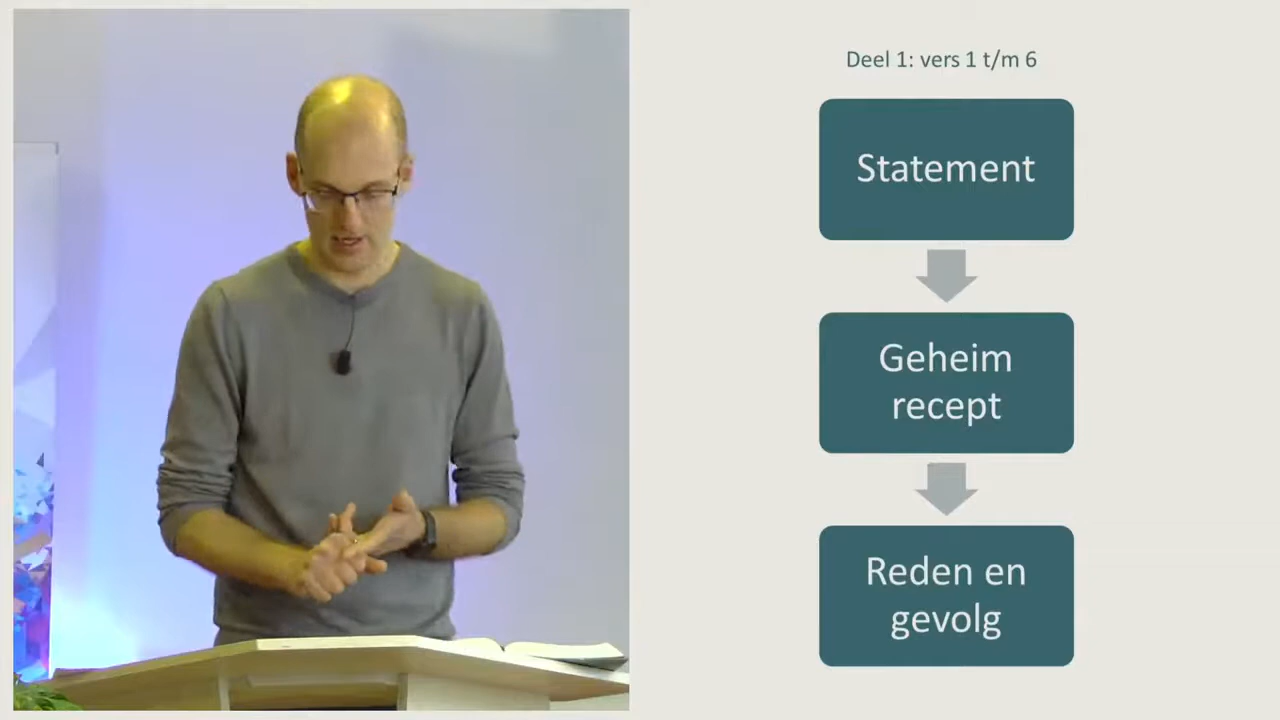 Deel 1: vers 1 t/m 6
Statement
Geheim
recept
Reden en
gevolg